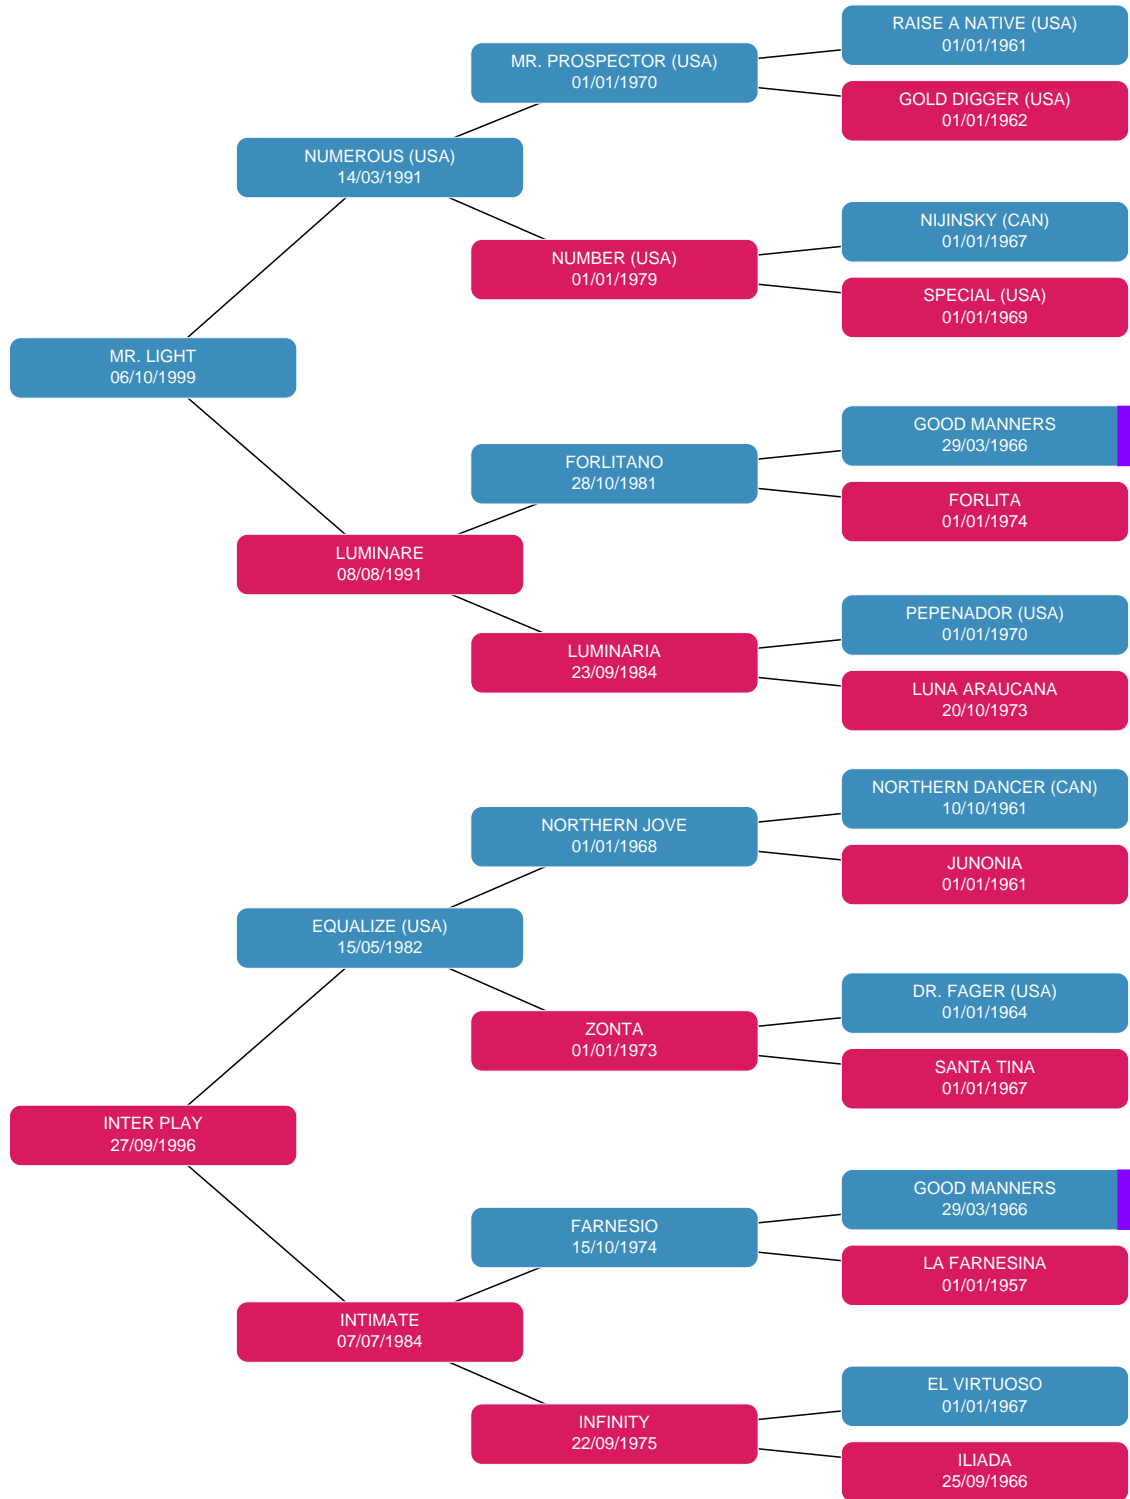 RAISE A NATIVE (USA)
01/01/1961
MR. PROSPECTOR (USA)
01/01/1970
GOLD DIGGER (USA)
01/01/1962
NUMEROUS (USA)
14/03/1991
NIJINSKY (CAN)
01/01/1967
NUMBER (USA)
01/01/1979
SPECIAL (USA)
01/01/1969
MR. LIGHT
06/10/1999
GOOD MANNERS
29/03/1966
FORLITANO
28/10/1981
FORLITA
01/01/1974
LUMINARE
08/08/1991
PEPENADOR (USA)
01/01/1970
LUMINARIA
23/09/1984
LUNA ARAUCANA
20/10/1973
NORTHERN DANCER (CAN)
10/10/1961
NORTHERN JOVE
01/01/1968
JUNONIA
01/01/1961
EQUALIZE (USA)
15/05/1982
DR. FAGER (USA)
01/01/1964
ZONTA
01/01/1973
SANTA TINA
01/01/1967
INTER PLAY
27/09/1996
GOOD MANNERS
29/03/1966
FARNESIO
15/10/1974
LA FARNESINA
01/01/1957
INTIMATE
07/07/1984
EL VIRTUOSO
01/01/1967
INFINITY
22/09/1975
ILIADA
25/09/1966